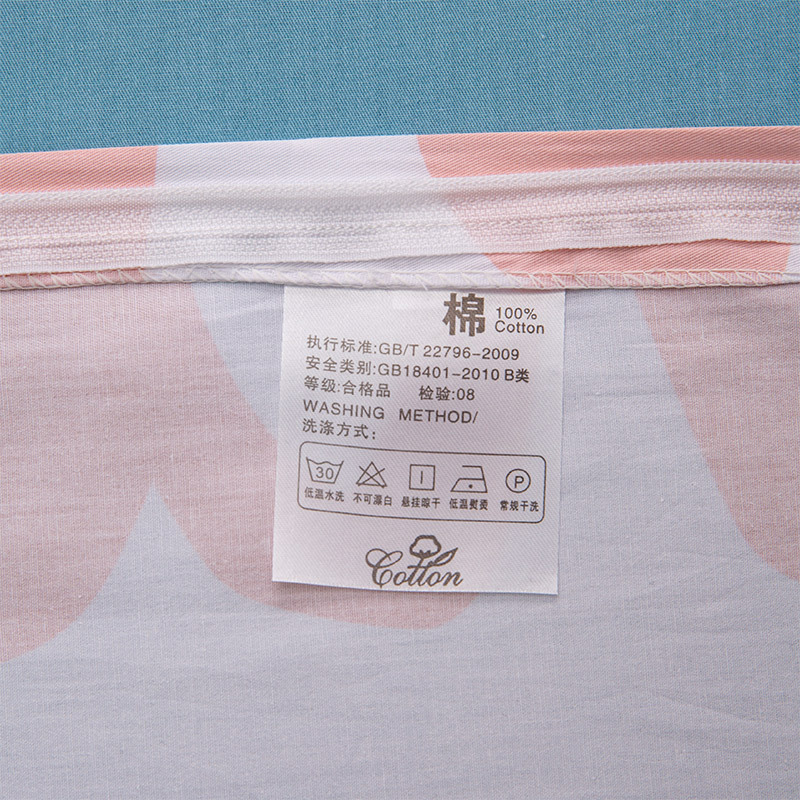 棉 100% Cotton
执行标准:GB/T 22796-2009
安全类别:GB18401-2010 B类
等级:合格品 检验:08
WASHING METHOD/
洗涤方式:
30 P
低温水洗 不可漂白 悬挂晾干 低温熨烫 常规干洗
Cotton